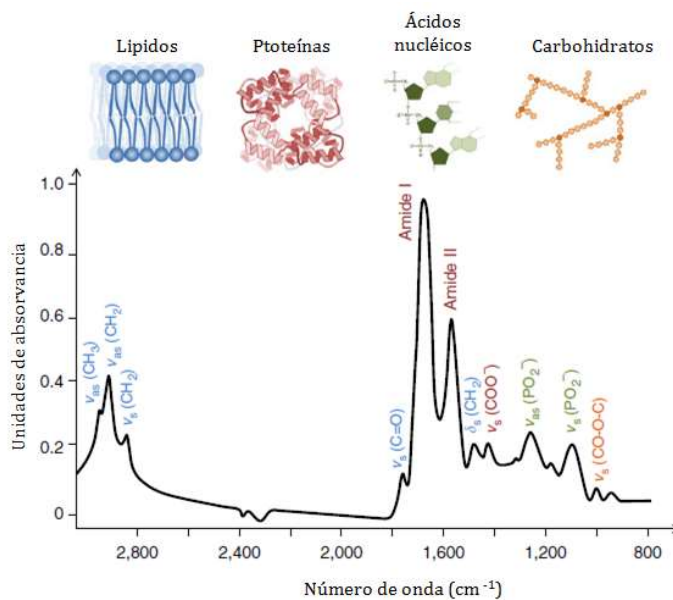 Lipidos
Ptoteínas
Ácidos
nucléicos
Carbohidratos
Unidades de absorvancia
1.0
0.8
0.6
0.4
0.2
0
νas (CH3)
νas (CH2)
νs (CH2)
νs (C=O)
Amide I
Amide II
δs (CH2)
νs (COO⁻)
νas (PO2⁻)
νs (PO2⁻)
νs (CO-O-C)
2,800
2,400
2,000
1,600
1,200
800
Número de onda (cm⁻¹)